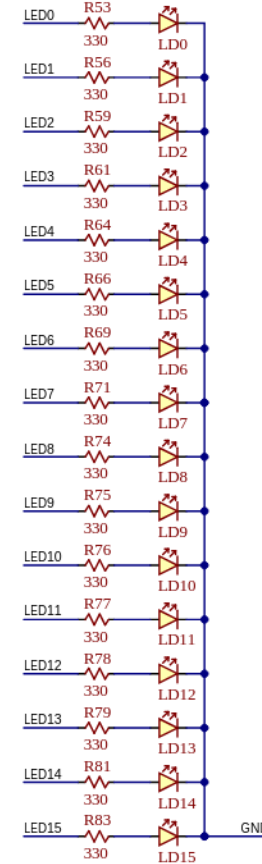 R53
LED0
LD0
330
R56
LED1
LD1
330
R59
LED2
LD2
330
R61
LED3
LD3
330
R64
LED4
LD4
330
R66
LED5
LD5
330
R69
LED6
LD6
330
R71
LED7
LD7
330
R74
LED8
LD8
330
R75
LED9
LD9
330
R76
LED10
LD10
330
R77
LED11
LD11
330
R78
LED12
LD12
330
R79
LED13
LD13
330
R81
LED14
LD14
330
R83
LED15
GN
LD15
330